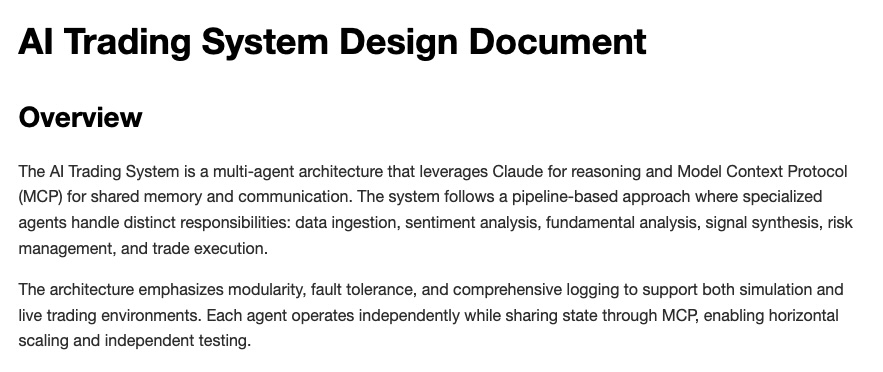 AI Trading System Design Document
Overview
The AI Trading System is a multi-agent architecture that leverages Claude for reasoning and Model Context Protocol
(MCP) for shared memory and communication. The system follows a pipeline-based approach where specialized
agents handle distinct responsibilities: data ingestion, sentiment analysis, fundamental analysis, signal synthesis, risk
management, and trade execution.
The architecture emphasizes modularity, fault tolerance, and comprehensive logging to support both simulation and
live trading environments. Each agent operates independently while sharing state through MCP, enabling horizontal
scaling and independent testing.